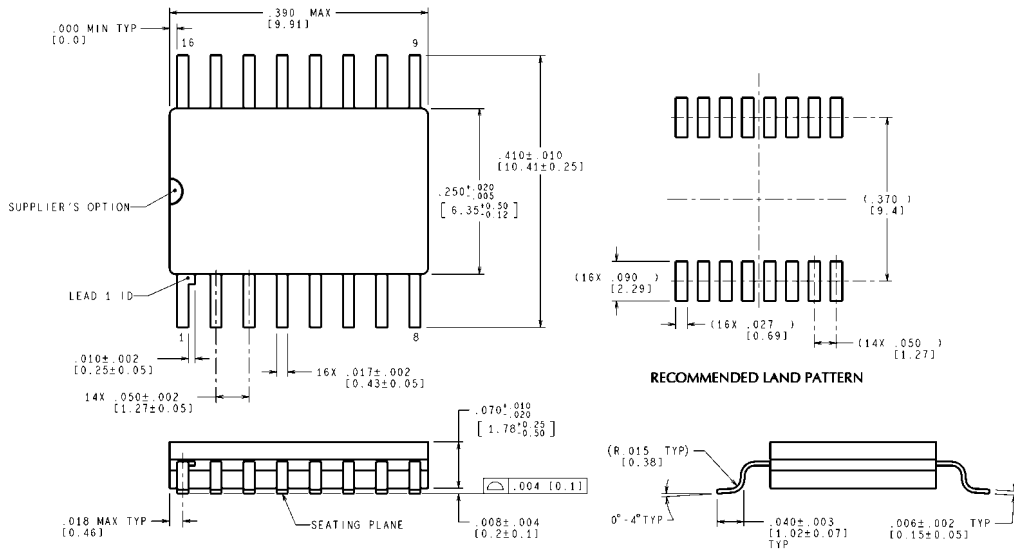 .390 MAX
[9.91]
.000 MIN TYP
[0.0]
16
9
.410±.010
[10.41±0.25]
.250 +.020 -.005
[ 6.35 +0.50 -0.12 ]
SUPPLIER'S OPTION
LEAD 1 ID
1
8
.010±.002
[0.25±0.05]
16X .017±.002
[0.43±0.05]
14X .050±.002
[1.27±0.05]
(.370)
[9.4]
(16X .090 )
[2.29]
(16X .027 )
[0.69]
(14X .050 )
[1.27]
RECOMMENDED LAND PATTERN
.070 +.010 -.020
[ 1.78 +0.25 -0.50 ]
.004 [0.1]
.018 MAX TYP
[0.46]
SEATING PLANE
.008±.004
[0.2±0.1]
(R.015 TYP)
[0.38]
0°-4° TYP
.040±.003
[1.02±0.07]
TYP
.006±.002 TYP
[0.15±0.05]